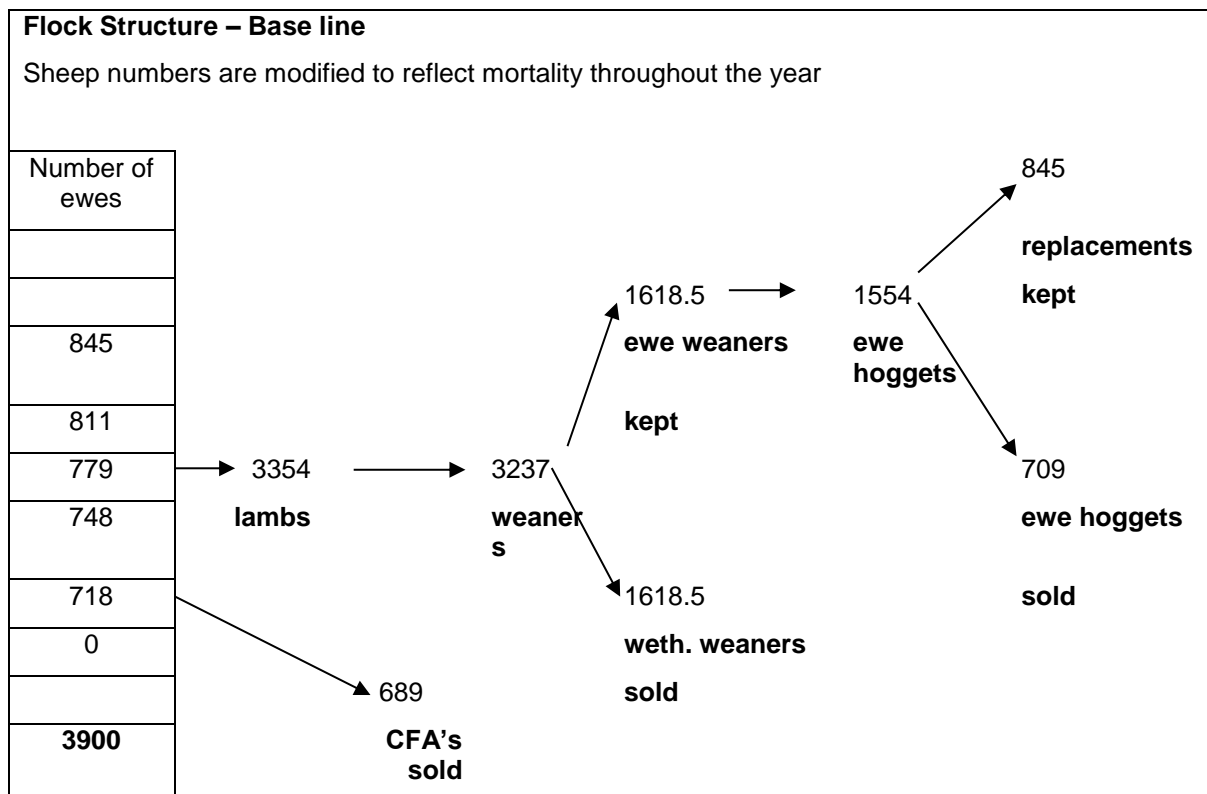 Flock Structure – Base line
Sheep numbers are modified to reflect mortality throughout the year
Number of
ewes
845
811
779
748
718
0
3900
3354
lambs
689
CFA's
sold
3237
weaner
s
1618.5
ewe weaners
kept
1618.5
weth. weaners
sold
1554
ewe
hoggets
845
replacements
kept
709
ewe hoggets
sold